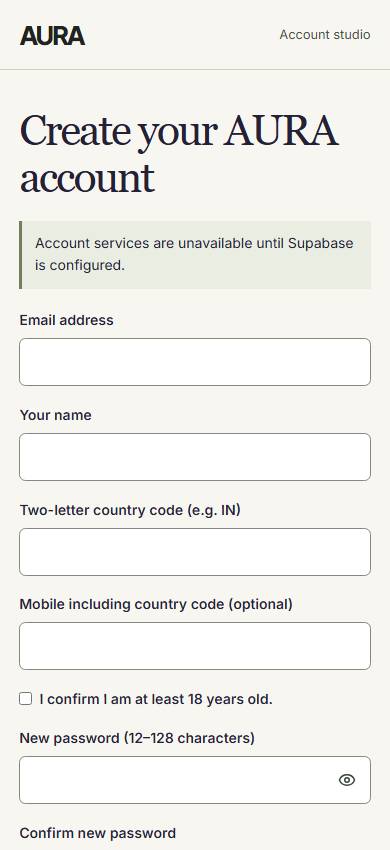 AURA
Account studio
Create your AURA
account
Account services are unavailable until Supabase
is configured.
Email address
Your name
Two-letter country code (e.g. IN)
Mobile including country code (optional)
I confirm I am at least 18 years old.
New password (12–128 characters)
Confirm new password